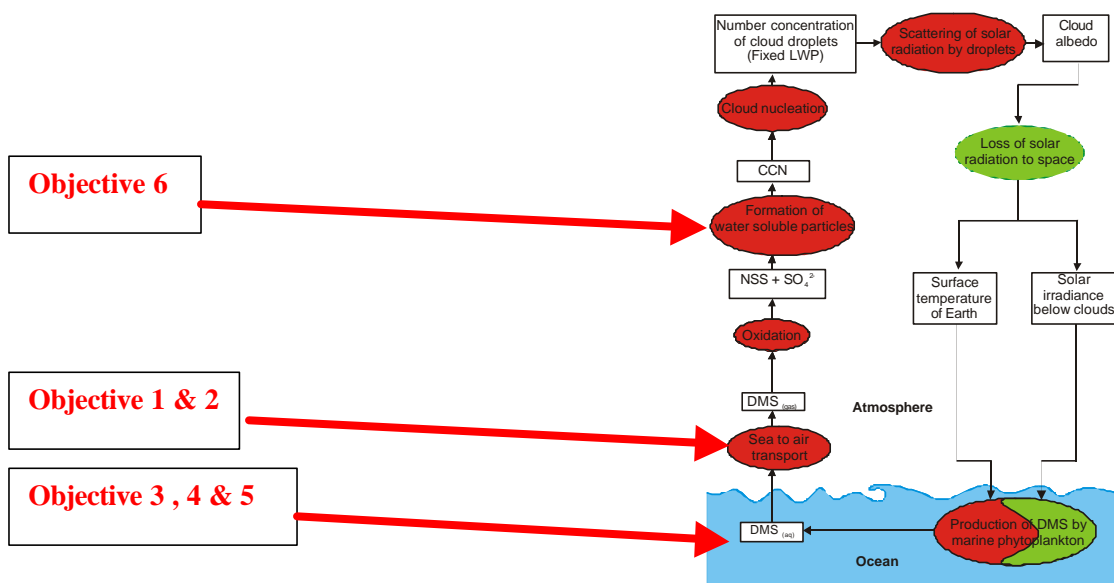 Number concentration
of cloud droplets
(Fixed LWP)
Scattering of solar
radiation by droplets
Cloud
albedo
Cloud nucleation
Loss of solar
radiation to space
CCN
Objective 6
Formation of
water soluble particles
NSS + SO₄²⁻
Surface
temperature
of Earth
Solar
irradiance
below clouds
Oxidation
Objective 1 & 2
DMS (gas)
Atmosphere
Sea to air
transport
Objective 3 , 4 & 5
DMS (aq)
Production of DMS by
marine phytoplankton
Ocean